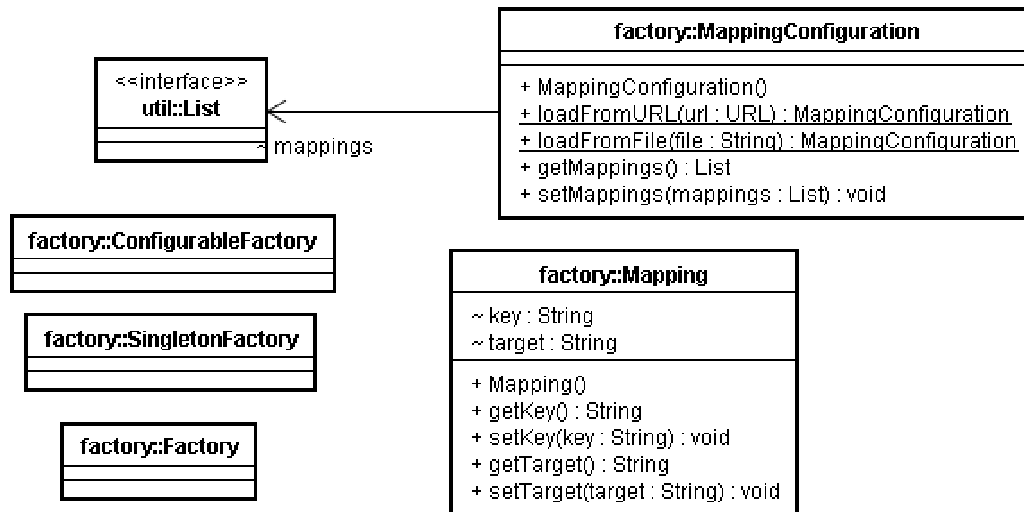 factory::MappingConfiguration
+ MappingConfiguration()
+ loadFromURL(url : URL) : MappingConfiguration
+ loadFromFile(file : String) : MappingConfiguration
+ getMappings() : List
+ setMappings(mappings : List) : void
<<interface>>
util::List
~ mappings
factory::ConfigurableFactory
factory::SingletonFactory
factory::Factory
factory::Mapping
~ key : String
~ target : String
+ Mapping()
+ getKey() : String
+ setKey(key : String) : void
+ getTarget() : String
+ setTarget(target : String) : void